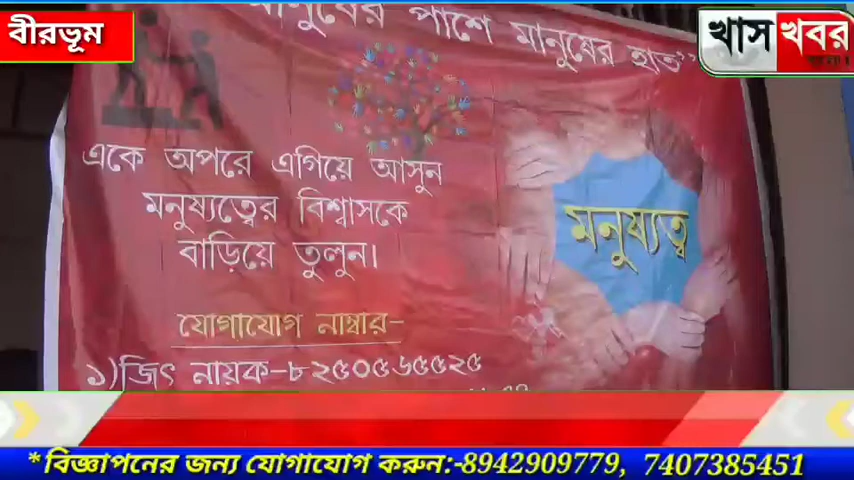 বীরভূম
খাস খবর
মানুষের পাশে মানুষের হাত”
একে অপরে এগিয়ে আসুন
মনুষ্যত্বের বিশ্বাসকে
বাড়িয়ে তুলুন।
মনুষ্যত্ব
যোগাযোগ নাম্বার-
১)জিৎ নায়ক-৮২৫০৫৬৫৫২৫
*বিজ্ঞাপনের জন্য যোগাযোগ করুন:-8942909779, 7407385451